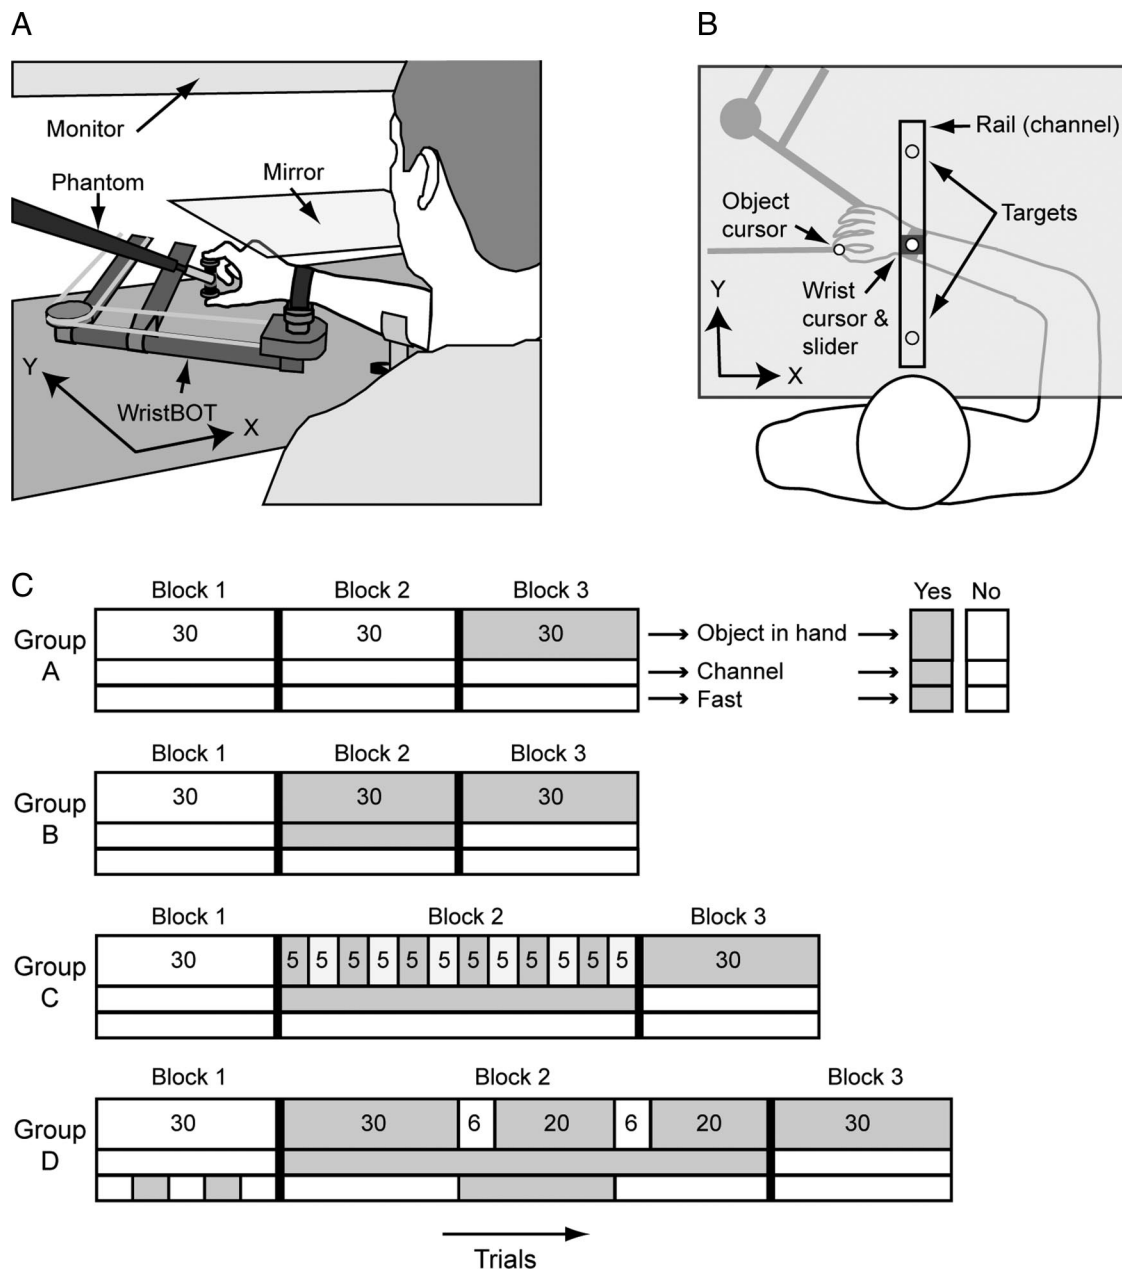 A
Monitor
Phantom
Mirror
Y
WristBOT
X
B
Rail (channel)
Object
cursor
Targets
Wrist
cursor &
slider
Y
X
C
Block 1 Block 2 Block 3
Yes No
Group
A
30 30 30
Object in hand
Channel
Fast
Block 1 Block 2 Block 3
Group
B
30 30 30
Block 1 Block 2 Block 3
Group
C
30 5 5 5 5 5 5 5 5 5 5 5 5 30
Block 1 Block 2 Block 3
Group
D
30 30 6 20 6 20 30
Trials